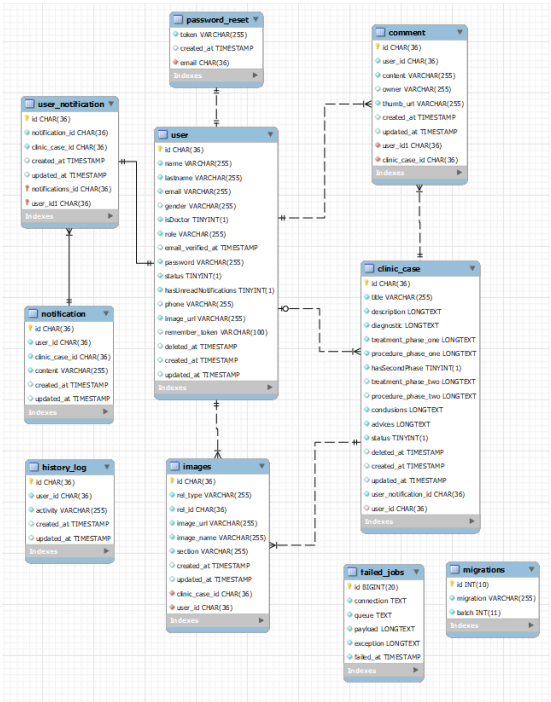 password_reset
token VARCHAR(255)
created_at TIMESTAMP
email CHAR(36)
Indexes
comment
id CHAR(36)
user_id CHAR(36)
content VARCHAR(255)
owner VARCHAR(255)
thumb_url VARCHAR(255)
created_at TIMESTAMP
updated_at TIMESTAMP
user_id1 CHAR(36)
clinic_case_id CHAR(36)
Indexes
user_notification
id CHAR(36)
notification_id CHAR(36)
clinic_case_id CHAR(36)
created_at TIMESTAMP
updated_at TIMESTAMP
notifications_id CHAR(36)
user_id1 CHAR(36)
Indexes
user
id CHAR(36)
name VARCHAR(255)
lastname VARCHAR(255)
email VARCHAR(255)
gender VARCHAR(255)
isDoctor TINYINT(1)
role VARCHAR(255)
email_verified_at TIMESTAMP
password VARCHAR(255)
status TINYINT(1)
hasUnreadNotifications TINYINT(1)
phone VARCHAR(255)
image_url VARCHAR(255)
remember_token VARCHAR(100)
deleted_at TIMESTAMP
created_at TIMESTAMP
updated_at TIMESTAMP
Indexes
clinic_case
id CHAR(36)
title VARCHAR(255)
description LONGTEXT
diagnostic LONGTEXT
treatment_phase_one LONGTEXT
procedure_phase_one LONGTEXT
hasSecondPhase TINYINT(1)
treatment_phase_two LONGTEXT
procedure_phase_two LONGTEXT
conclusions LONGTEXT
advices LONGTEXT
status TINYINT(1)
deleted_at TIMESTAMP
created_at TIMESTAMP
updated_at TIMESTAMP
user_notification_id CHAR(36)
user_id CHAR(36)
Indexes
notification
id CHAR(36)
user_id CHAR(36)
clinic_case_id CHAR(36)
content VARCHAR(255)
created_at TIMESTAMP
updated_at TIMESTAMP
Indexes
history_log
id CHAR(36)
user_id CHAR(36)
activity VARCHAR(255)
created_at TIMESTAMP
updated_at TIMESTAMP
Indexes
images
id CHAR(36)
rel_type VARCHAR(255)
rel_id CHAR(36)
image_url VARCHAR(255)
image_name VARCHAR(255)
section VARCHAR(255)
created_at TIMESTAMP
updated_at TIMESTAMP
clinic_case_id CHAR(36)
user_id CHAR(36)
Indexes
failed_jobs
id BIGINT(20)
connection TEXT
queue TEXT
payload LONGTEXT
exception LONGTEXT
failed_at TIMESTAMP
Indexes
migrations
id INT(10)
migration VARCHAR(255)
batch INT(11)
Indexes